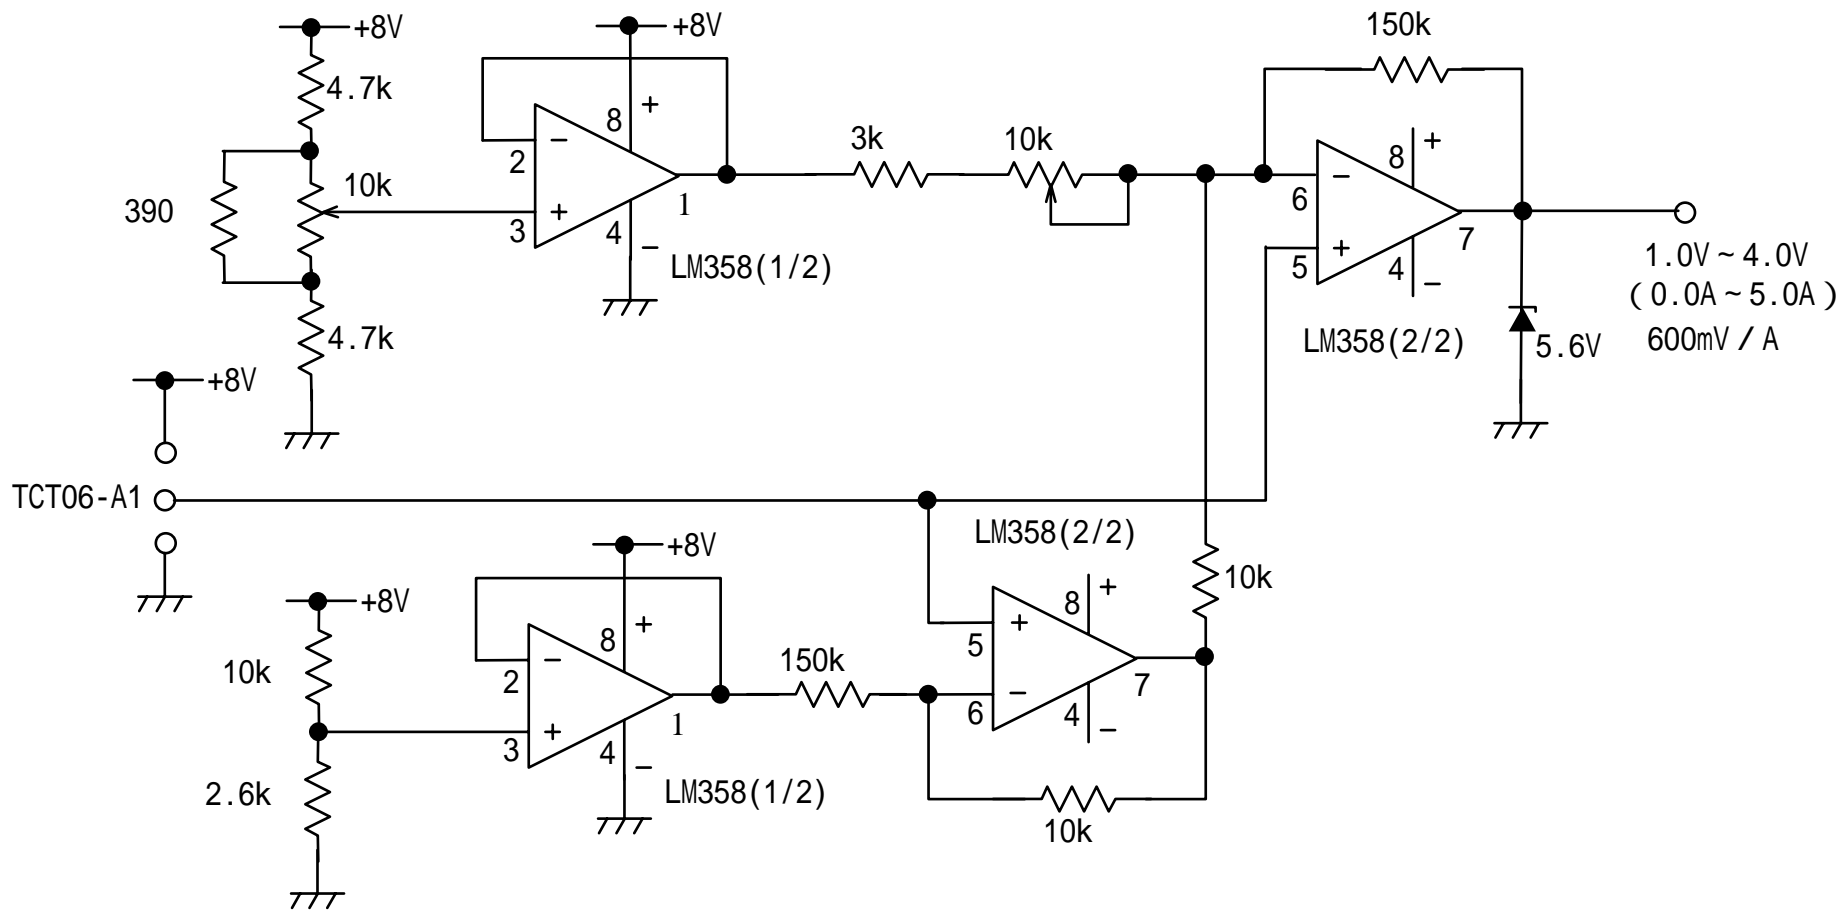 +8V
4.7k
10k
390
4.7k
+8V
8
+
−
2
+
3
4
−
1
LM358(1/2)
3k
10k
150k
8
+
−
6
+
5
4
−
7
LM358(2/2)
5.6V
1.0V~4.0V
(0.0A~5.0A)
600mV/A
+8V
TCT06-A1
+8V
10k
2.6k
+8V
8
+
−
2
+
3
4
−
1
LM358(1/2)
150k
LM358(2/2)
8
+
+
5
−
6
4
−
7
10k
10k